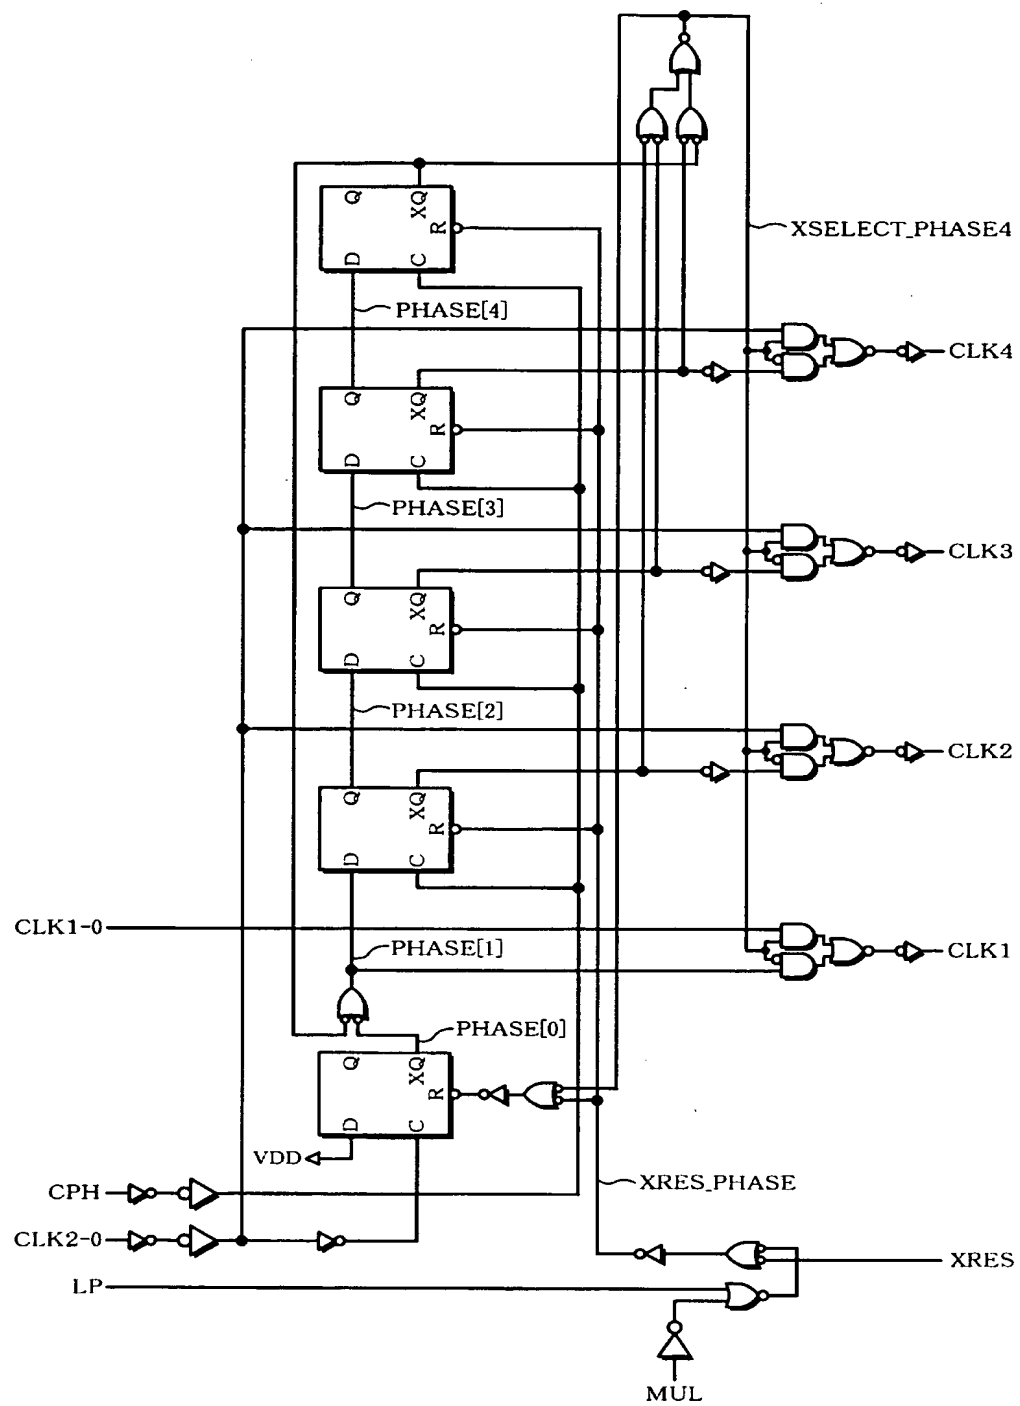 Q XQ
R
D C
XSELECT_PHASE4
PHASE[4]
CLK4
Q XQ
R
D C
PHASE[3]
CLK3
Q XQ
R
D C
PHASE[2]
CLK2
Q XQ
R
D C
CLK1-0
PHASE[1]
CLK1
PHASE[0]
Q XQ
R
D C
VDD
CPH
XRES_PHASE
CLK2-0
XRES
LP
MUL